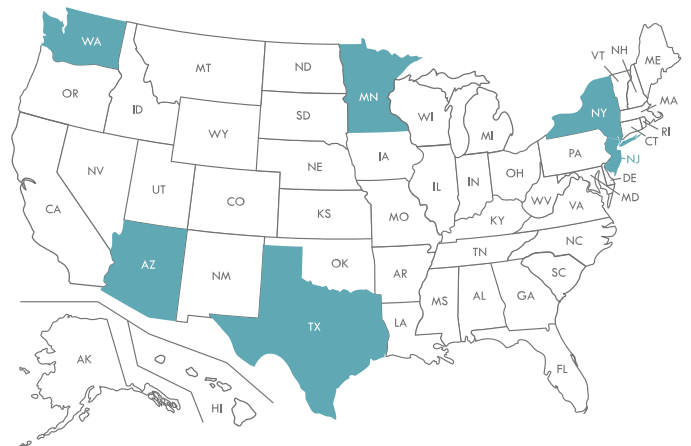 WA
MT
ND
MN
VT
NH
ME
OR
ID
SD
WI
MI
NY
MA
WY
RI
CT
IA
NE
PA
NJ
NV
UT
CO
IL
IN
OH
DE
MD
CA
KS
MO
WV
VA
KY
AZ
NM
OK
AR
TN
NC
SC
TX
LA
MS
AL
GA
AK
FL
HI